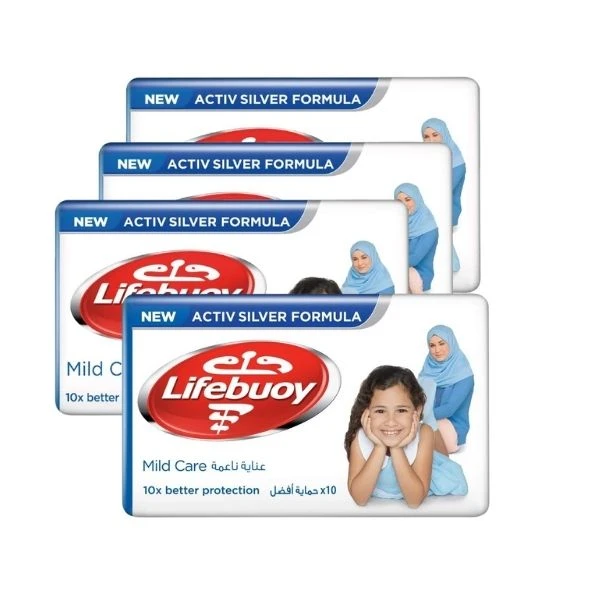 NEW ACTIV SILVER FORMULA
NEW ACTIV SILVER FORMULA
NEW ACTIV SILVER FORMULA
Lifebuoy
Mild C
10x better
NEW ACTIV SILVER FORMULA
Lifebuoy
Mild Care عناية ناعمة
10x better protection x10 حماية أفضل